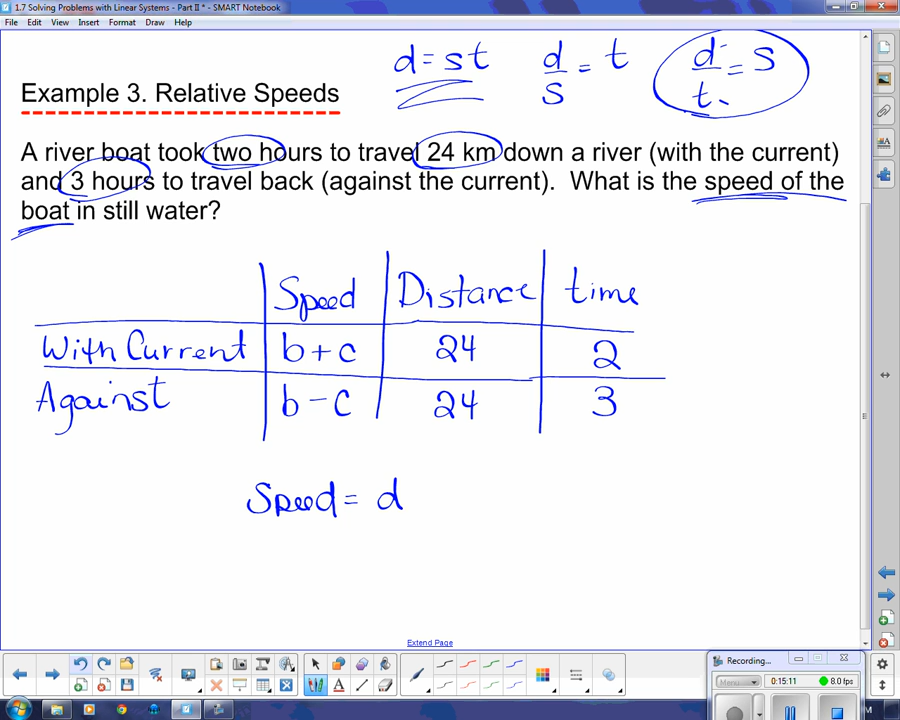 1.7 Solving Problems with Linear Systems - Part II * - SMART Notebook
File Edit View Insert Format Draw Help
d = st d/s = t d/t = s
Example 3. Relative Speeds
A river boat took two hours to travel 24 km down a river (with the current)
and 3 hours to travel back (against the current). What is the speed of the
boat in still water?
Speed Distance time
With Current b + c 24 2
Against b - c 24 3
Speed = d
Extend Page
Recording...
Menu 0:15:11 8.0 fps